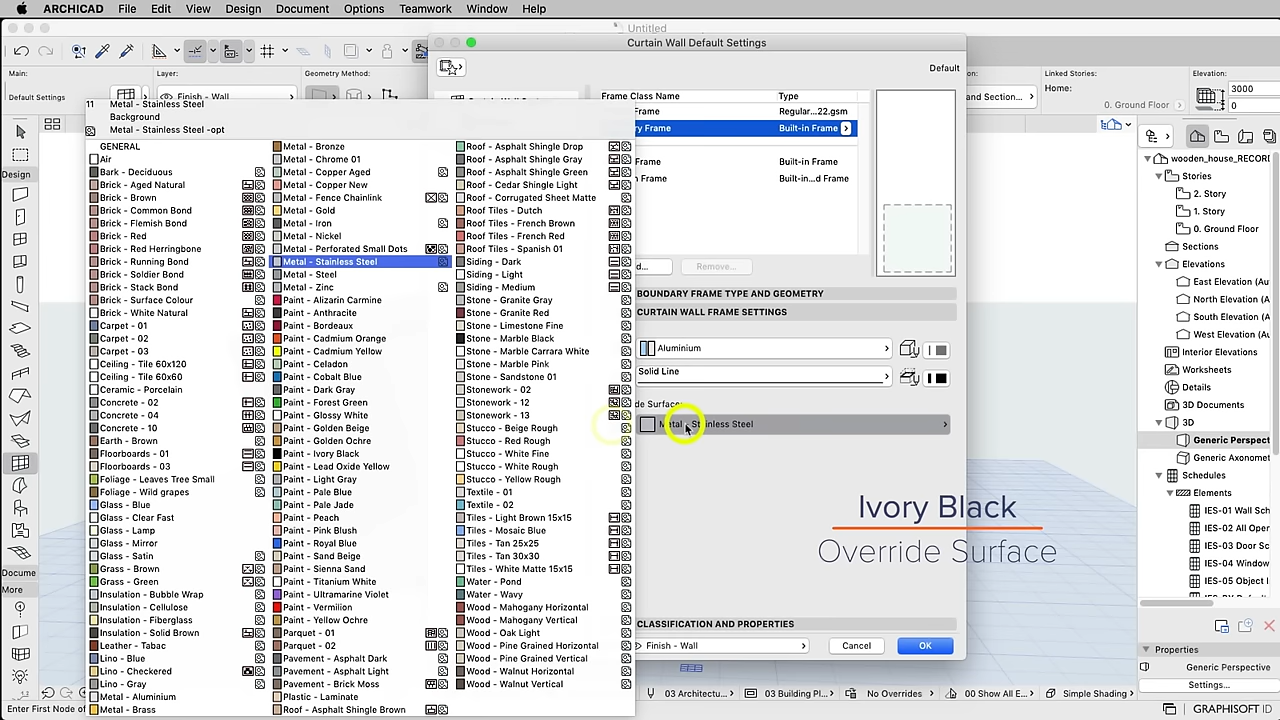 ARCHICAD File Edit View Design Document Options Teamwork Window Help
Untitled
Curtain Wall Default Settings
Main:
Layer:
Geometry Method:
Default
Linked Stories:
Elevation:
Default Settings
Finish - Wall
Home:
3000
and Section...
0. Ground Floor
0
Frame Class Name
Type
Frame
Regular...22.gsm
ry Frame
Built-in Frame
Frame
Built-in Frame
n Frame
Built-in...d Frame
d...
Remove...
BOUNDARY FRAME TYPE AND GEOMETRY
CURTAIN WALL FRAME SETTINGS
Aluminium
Solid Line
de Surface:
Metal - Stainless Steel
CLASSIFICATION AND PROPERTIES
Finish - Wall
Cancel
OK
11 Metal - Stainless Steel
Background
Metal - Stainless Steel -opt
GENERAL
Air
Bark - Deciduous
Brick - Aged Natural
Brick - Brown
Brick - Common Bond
Brick - Flemish Bond
Brick - Red
Brick - Red Herringbone
Brick - Running Bond
Brick - Soldier Bond
Brick - Stack Bond
Brick - Surface Colour
Brick - White Natural
Carpet - 01
Carpet - 02
Carpet - 03
Ceiling - Tile 60x120
Ceiling - Tile 60x60
Ceramic - Porcelain
Concrete - 02
Concrete - 04
Concrete - 10
Earth - Brown
Floorboards - 01
Floorboards - 03
Foliage - Leaves Tree Small
Foliage - Wild grapes
Glass - Blue
Glass - Clear Fast
Glass - Lamp
Glass - Mirror
Glass - Satin
Grass - Brown
Grass - Green
Insulation - Bubble Wrap
Insulation - Cellulose
Insulation - Fiberglass
Insulation - Solid Brown
Leather - Tabac
Lino - Blue
Lino - Checkered
Lino - Gray
Metal - Aluminium
Metal - Brass
Metal - Bronze
Metal - Chrome 01
Metal - Copper Aged
Metal - Copper New
Metal - Fence Chainlink
Metal - Gold
Metal - Iron
Metal - Nickel
Metal - Perforated Small Dots
Metal - Stainless Steel
Metal - Steel
Metal - Zinc
Paint - Alizarin Carmine
Paint - Anthracite
Paint - Bordeaux
Paint - Cadmium Orange
Paint - Cadmium Yellow
Paint - Celadon
Paint - Cobalt Blue
Paint - Dark Gray
Paint - Forest Green
Paint - Glossy White
Paint - Golden Beige
Paint - Golden Ochre
Paint - Ivory Black
Paint - Lead Oxide Yellow
Paint - Light Gray
Paint - Pale Blue
Paint - Pale Jade
Paint - Peach
Paint - Pink Blush
Paint - Royal Blue
Paint - Sand Beige
Paint - Sienna Sand
Paint - Titanium White
Paint - Ultramarine Violet
Paint - Vermilion
Paint - Yellow Ochre
Parquet - 01
Parquet - 02
Pavement - Asphalt Dark
Pavement - Asphalt Light
Pavement - Brick Moss
Plastic - Laminate
Roof - Asphalt Shingle Brown
Roof - Asphalt Shingle Drop
Roof - Asphalt Shingle Gray
Roof - Asphalt Shingle Green
Roof - Cedar Shingle Light
Roof - Corrugated Sheet Matte
Roof Tiles - Dutch
Roof Tiles - French Brown
Roof Tiles - French Red
Roof Tiles - Spanish 01
Siding - Dark
Siding - Light
Siding - Medium
Stone - Granite Gray
Stone - Granite Red
Stone - Limestone Fine
Stone - Marble Black
Stone - Marble Carrara White
Stone - Marble Pink
Stone - Sandstone 01
Stonework - 02
Stonework - 12
Stonework - 13
Stucco - Beige Rough
Stucco - Red Rough
Stucco - White Fine
Stucco - White Rough
Stucco - Yellow Rough
Textile - 01
Textile - 02
Tiles - Light Brown 15x15
Tiles - Mosaic Blue
Tiles - Tan 25x25
Tiles - Tan 30x30
Tiles - White Matte 15x15
Water - Pond
Water - Wavy
Wood - Mahogany Horizontal
Wood - Mahogany Vertical
Wood - Oak Light
Wood - Pine Grained Horizontal
Wood - Pine Grained Vertical
Wood - Walnut Horizontal
Wood - Walnut Vertical
Design
Docume
More
Ivory Black
Override Surface
wooden_house_RECORD
Stories
2. Story
1. Story
0. Ground Floor
Sections
Elevations
East Elevation (Au
North Elevation (A
South Elevation (A
West Elevation (Au
Interior Elevations
Worksheets
Details
3D Documents
3D
Generic Perspect
Generic Axonomet
Schedules
Elements
IES-01 Wall Sch
IES-02 All Open
IES-03 Door Sc
IES-04 Window
IES-05 Object I
Properties
Generic Perspective
Settings...
03 Architectu...
03 Building Pl...
No Overrides
00 Show All E...
Simple Shading
Enter First Node of
GRAPHISOFT ID